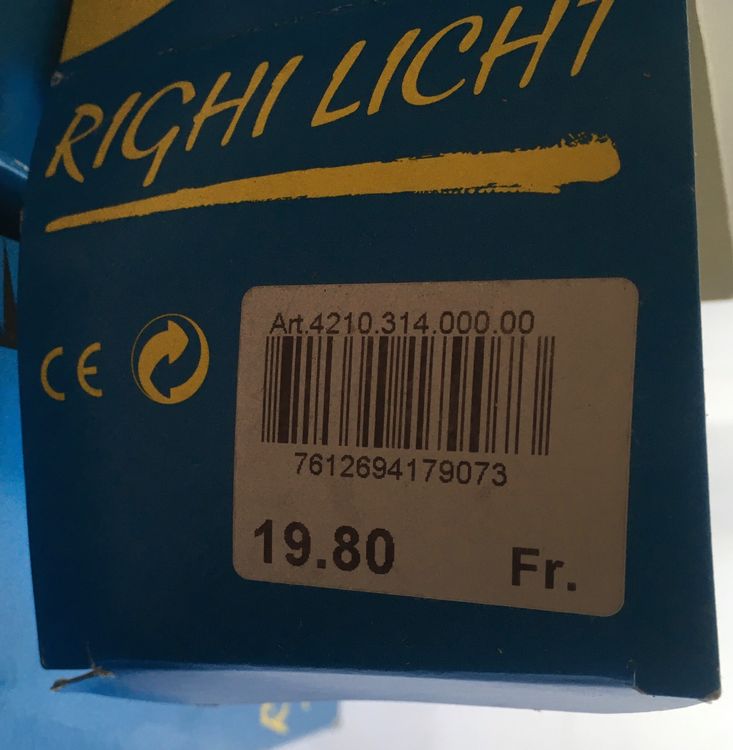 RIGHI LICHT
CE
Art.4210.314.000.00
7612694179073
19.80 Fr.